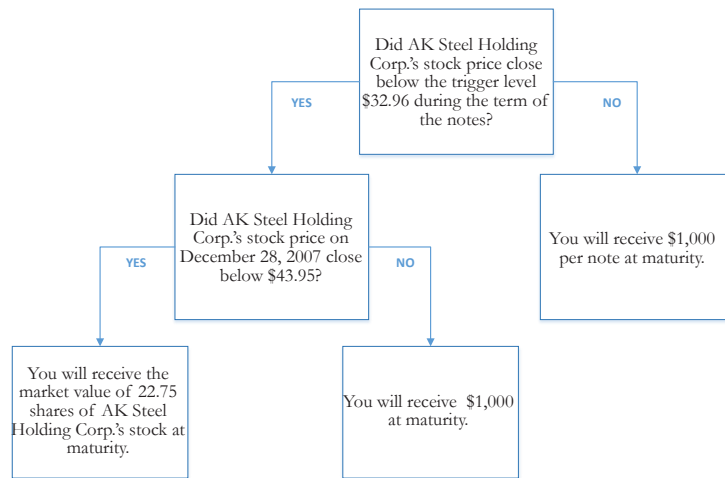 Did AK Steel Holding
Corp.'s stock price close
below the trigger level
$32.96 during the term of
the notes?
YES
NO
Did AK Steel Holding
Corp.'s stock price on
December 28, 2007 close
below $43.95?
You will receive $1,000
per note at maturity.
YES
NO
You will receive the
market value of 22.75
shares of AK Steel
Holding Corp.'s stock at
maturity.
You will receive $1,000
at maturity.